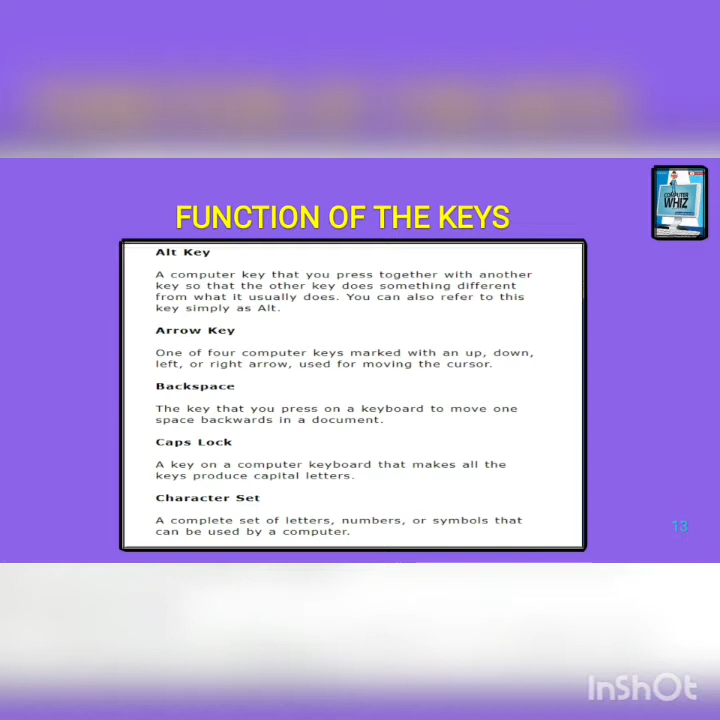 FUNCTION OF THE KEYS
COMPUTER
WHIZ
Alt Key
A computer key that you press together with another
key so that the other key does something different
from what it usually does. You can also refer to this
key simply as Alt.
Arrow Key
One of four computer keys marked with an up, down,
left, or right arrow, used for moving the cursor.
Backspace
The key that you press on a keyboard to move one
space backwards in a document.
Caps Lock
A key on a computer keyboard that makes all the
keys produce capital letters.
Character Set
A complete set of letters, numbers, or symbols that
can be used by a computer.
13
InShOt